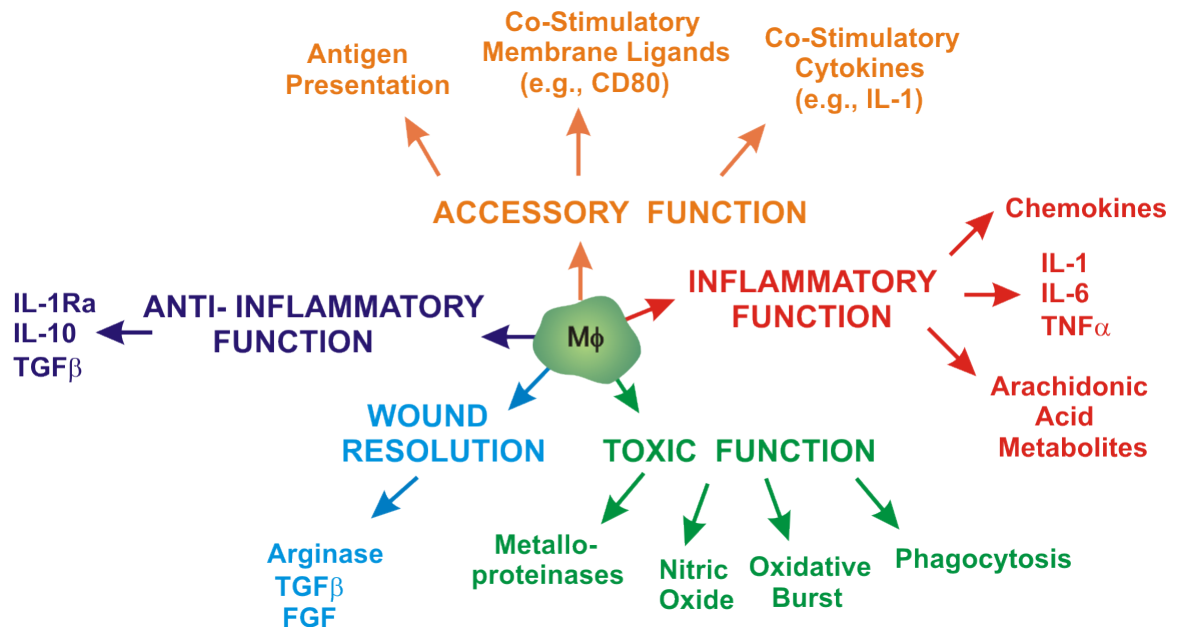 Antigen
Presentation
Co-Stimulatory
Membrane Ligands
(e.g., CD80)
Co-Stimulatory
Cytokines
(e.g., IL-1)
ACCESSORY FUNCTION
Chemokines
INFLAMMATORY
FUNCTION
IL-1
IL-6
TNFα
Arachidonic
Acid
Metabolites
IL-1Ra
IL-10
TGFβ
ANTI- INFLAMMATORY
FUNCTION
Mϕ
WOUND
RESOLUTION
TOXIC FUNCTION
Arginase
TGFβ
FGF
Metallo-
proteinases
Nitric
Oxide
Oxidative
Burst
Phagocytosis